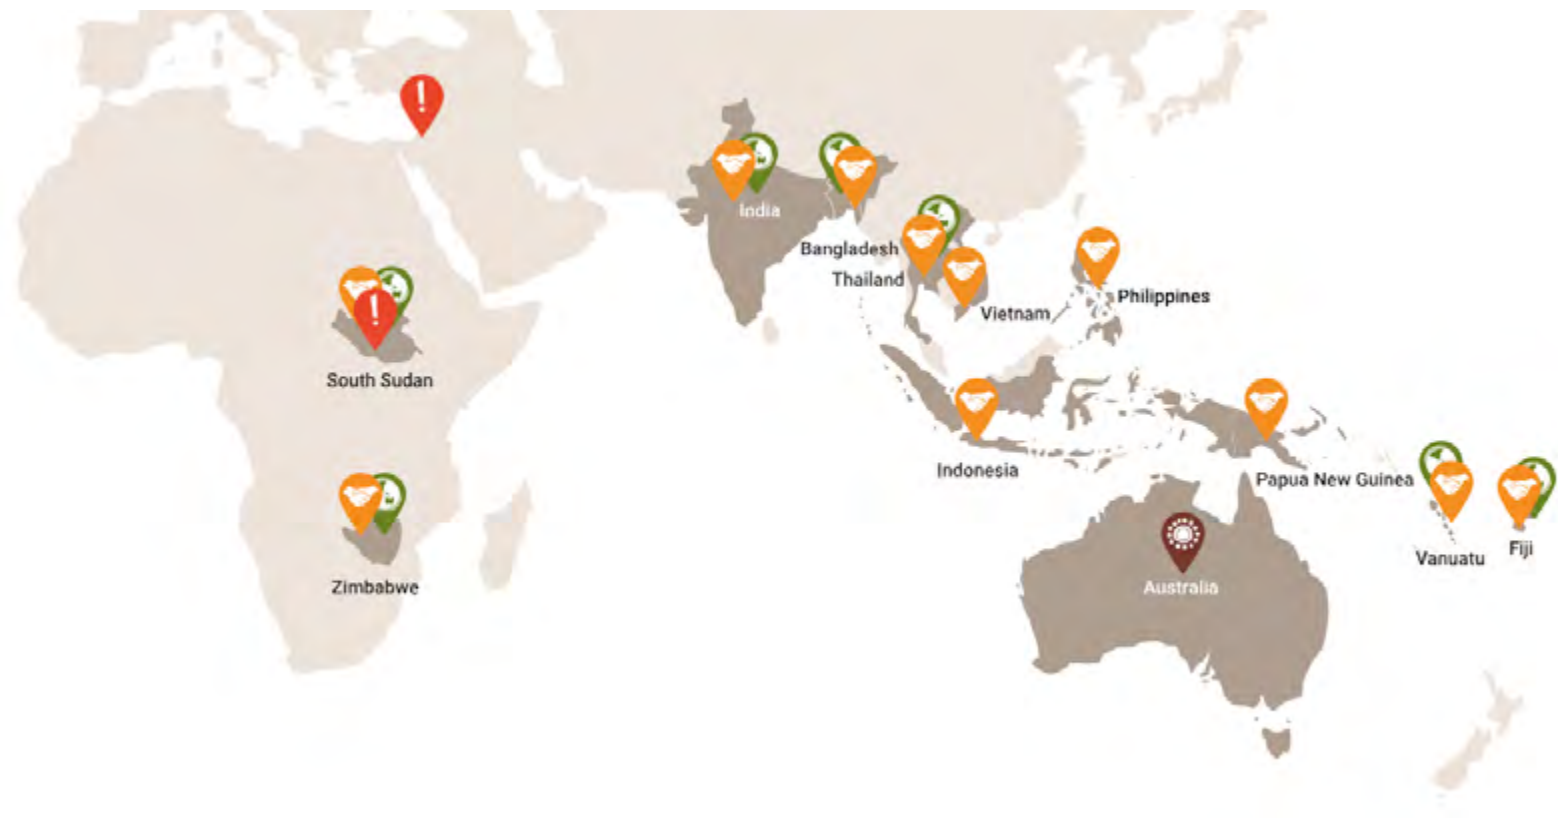 India
Bangladesh
Thailand
Philippines
Vietnam
South Sudan
Indonesia
Papua New Guinea
Vanuatu
Fiji
Zimbabwe
Australia